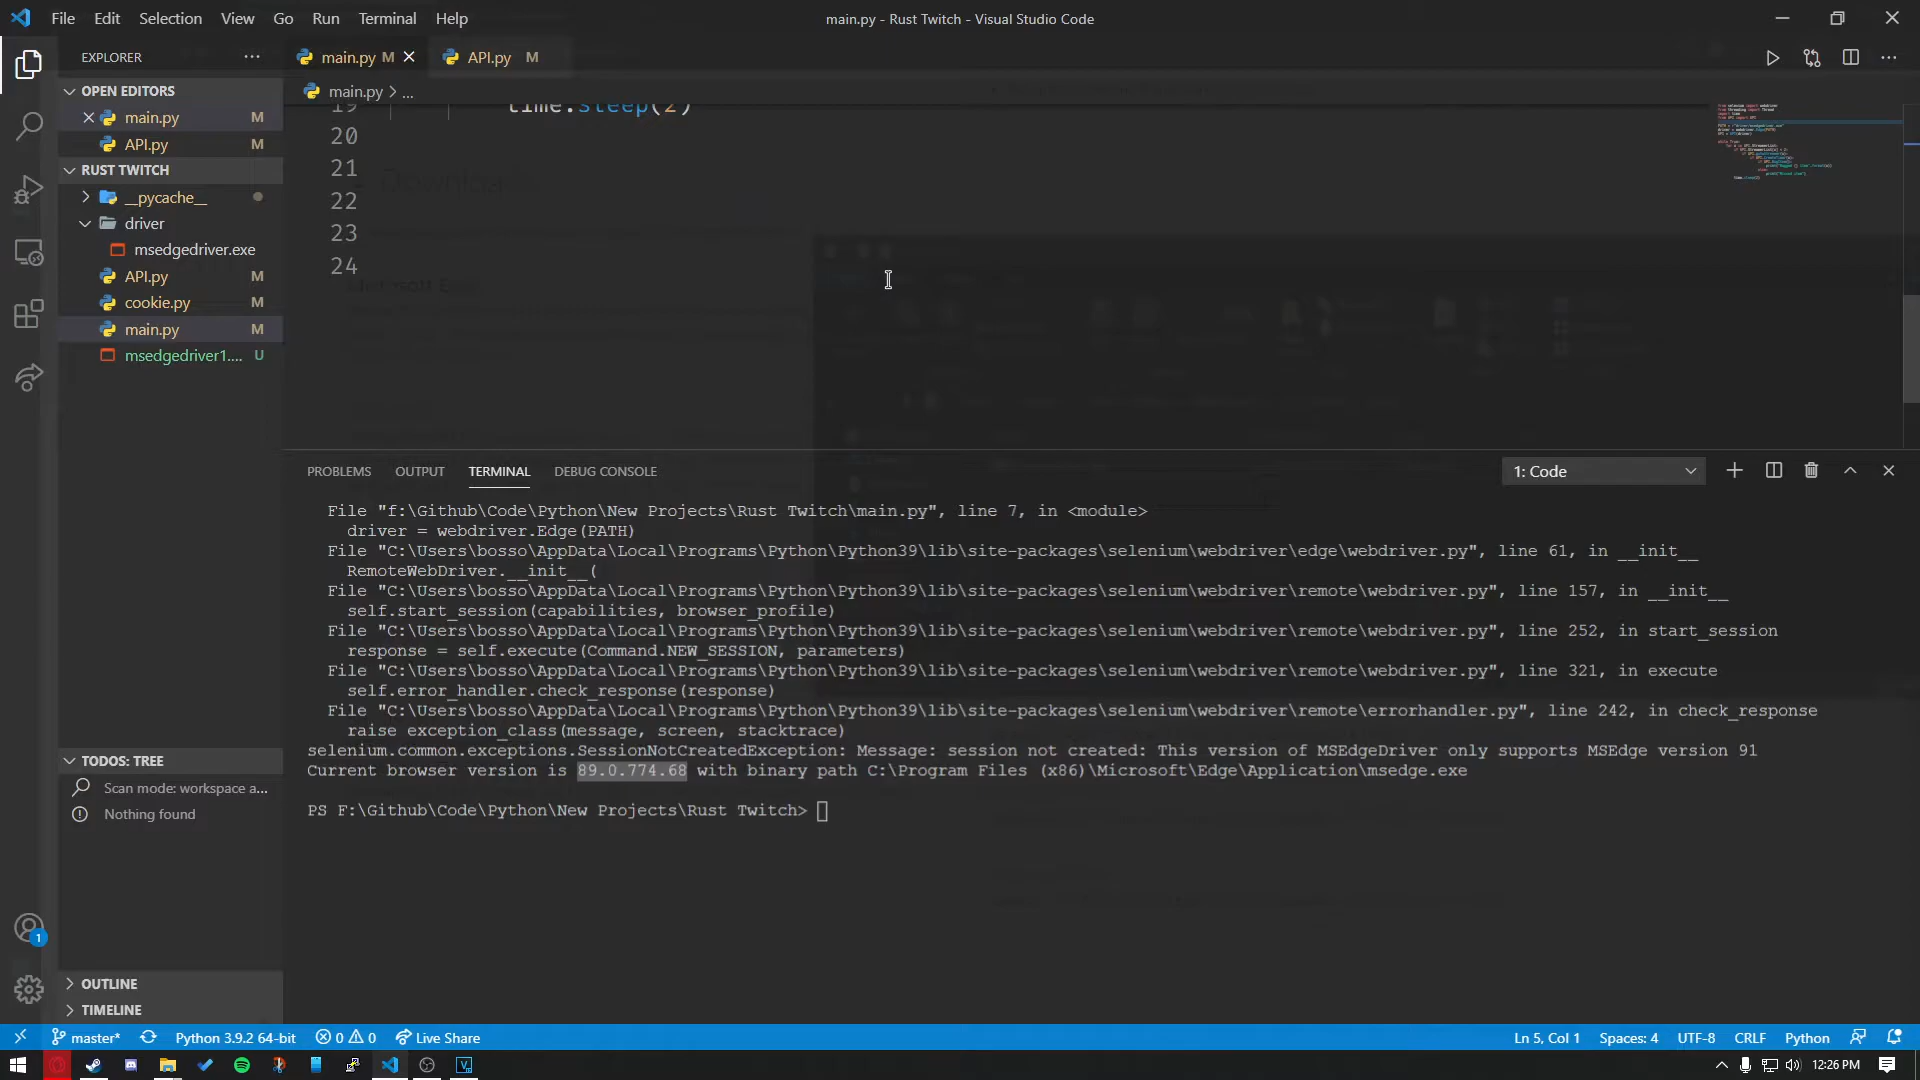 File Edit Selection View Go Run Terminal Help
main.py - Rust Twitch - Visual Studio Code
EXPLORER
OPEN EDITORS
main.py M
API.py M
RUST TWITCH
__pycache__
driver
msedgedriver.exe
API.py M
cookie.py M
main.py M
msedgedriver1.... U
TODOS: TREE
Scan mode: workspace a...
Nothing found
OUTLINE
TIMELINE
main.py M API.py M
main.py > ...
19 time.sleep(2)
20
21
22
23
24
PROBLEMS OUTPUT TERMINAL DEBUG CONSOLE
1: Code
File "f:\Github\Code\Python\New Projects\Rust Twitch\main.py", line 7, in <module>
driver = webdriver.Edge(PATH)
File "C:\Users\bosso\AppData\Local\Programs\Python\Python39\lib\site-packages\selenium\webdriver\edge\webdriver.py", line 61, in __init__
RemoteWebDriver.__init__(
File "C:\Users\bosso\AppData\Local\Programs\Python\Python39\lib\site-packages\selenium\webdriver\remote\webdriver.py", line 157, in __init__
self.start_session(capabilities, browser_profile)
File "C:\Users\bosso\AppData\Local\Programs\Python\Python39\lib\site-packages\selenium\webdriver\remote\webdriver.py", line 252, in start_session
response = self.execute(Command.NEW_SESSION, parameters)
File "C:\Users\bosso\AppData\Local\Programs\Python\Python39\lib\site-packages\selenium\webdriver\remote\webdriver.py", line 321, in execute
self.error_handler.check_response(response)
File "C:\Users\bosso\AppData\Local\Programs\Python\Python39\lib\site-packages\selenium\webdriver\remote\errorhandler.py", line 242, in check_response
raise exception_class(message, screen, stacktrace)
selenium.common.exceptions.SessionNotCreatedException: Message: session not created: This version of MSEdgeDriver only supports MSEdge version 91
Current browser version is 89.0.774.68 with binary path C:\Program Files (x86)\Microsoft\Edge\Application\msedge.exe
PS F:\Github\Code\Python\New Projects\Rust Twitch>
1
master* Python 3.9.2 64-bit 0 0 Live Share
Ln 5, Col 1 Spaces: 4 UTF-8 CRLF Python
12:26 PM